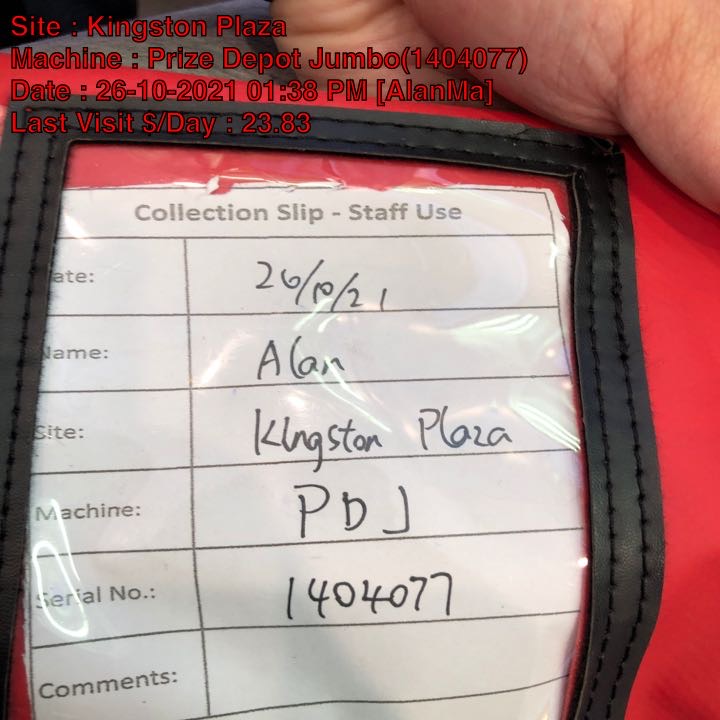 Site : Kingston Plaza
Machine : Prize Depot Jumbo(1404077)
Date : 26-10-2021 01:38 PM [AlanMa]
Last Visit $/Day : 23.83
Collection Slip - Staff Use
Date: 26/10/21
Name: Alan
Site: Kingston Plaza
Machine: PDJ
Serial No.: 1404077
Comments: